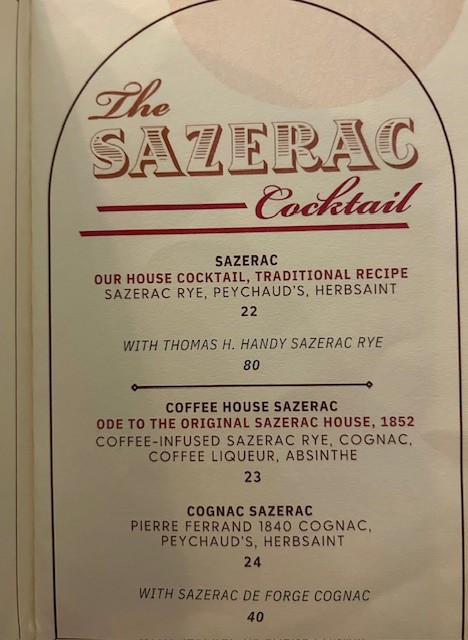 The
SAZERAC
Cocktail
SAZERAC
OUR HOUSE COCKTAIL, TRADITIONAL RECIPE
SAZERAC RYE, PEYCHAUD'S, HERBSAINT
22
WITH THOMAS H. HANDY SAZERAC RYE
80
COFFEE HOUSE SAZERAC
ODE TO THE ORIGINAL SAZERAC HOUSE, 1852
COFFEE-INFUSED SAZERAC RYE, COGNAC,
COFFEE LIQUEUR, ABSINTHE
23
COGNAC SAZERAC
PIERRE FERRAND 1840 COGNAC,
PEYCHAUD'S, HERBSAINT
24
WITH SAZERAC DE FORGE COGNAC
40